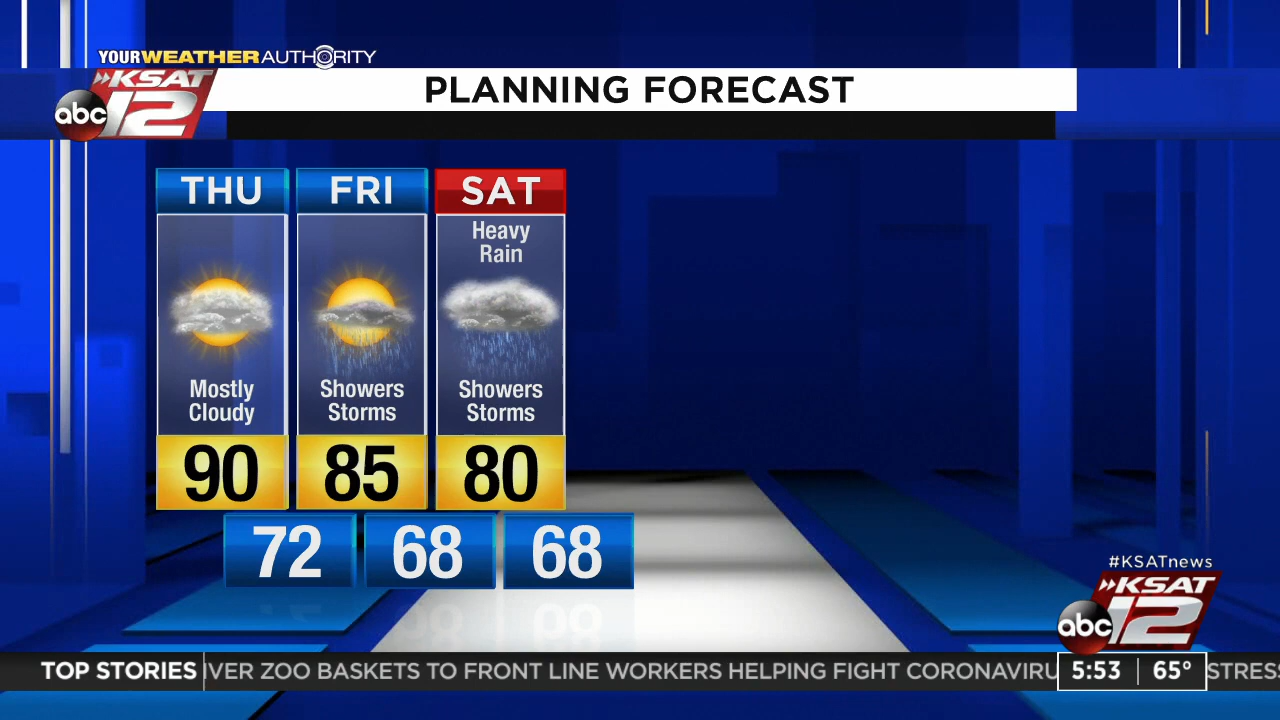 YOURWEATHERAUTHORITY
KSAT
abc 12
PLANNING FORECAST
THU FRI SAT
Heavy
Rain
Mostly
Cloudy
Showers
Storms
Showers
Storms
90 85 80
72 68 68
#KSATnews
KSAT
abc 12
TOP STORIES IVER ZOO BASKETS TO FRONT LINE WORKERS HELPING FIGHT CORONAVIRU 5:53 65° STRES